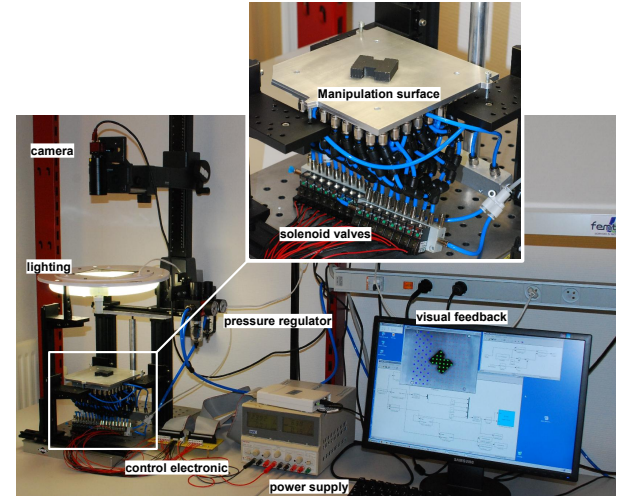 Manipulation surface
camera
solenoid valves
lighting
pressure regulator
visual feedback
control electronic
power supply
SAMSUNG